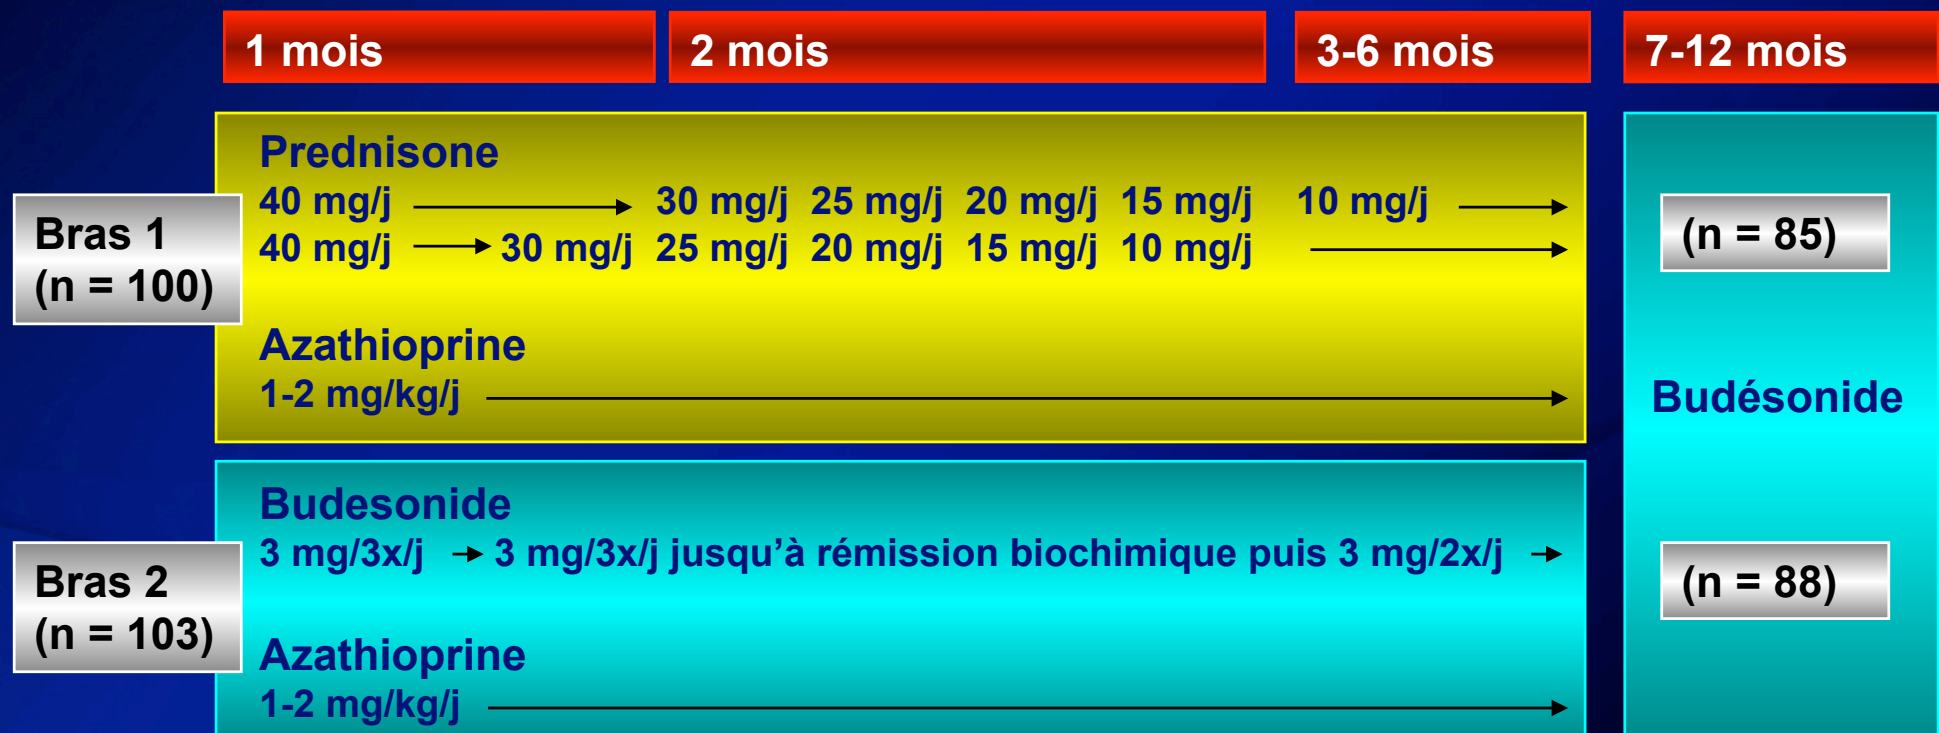 1 mois 2 mois 3-6 mois 7-12 mois
Bras 1
(n = 100)
Prednisone
40 mg/j 30 mg/j 25 mg/j 20 mg/j 15 mg/j 10 mg/j
40 mg/j 30 mg/j 25 mg/j 20 mg/j 15 mg/j 10 mg/j
Azathioprine
1-2 mg/kg/j
(n = 85)
Budésonide
Bras 2
(n = 103)
Budesonide
3 mg/3x/j 3 mg/3x/j jusqu’à rémission biochimique puis 3 mg/2x/j
Azathioprine
1-2 mg/kg/j
(n = 88)